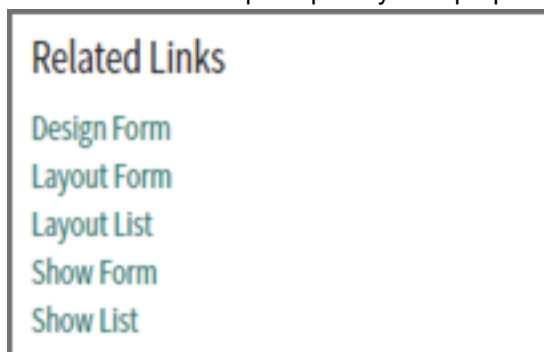 Related Links
Design Form
Layout Form
Layout List
Show Form
Show List